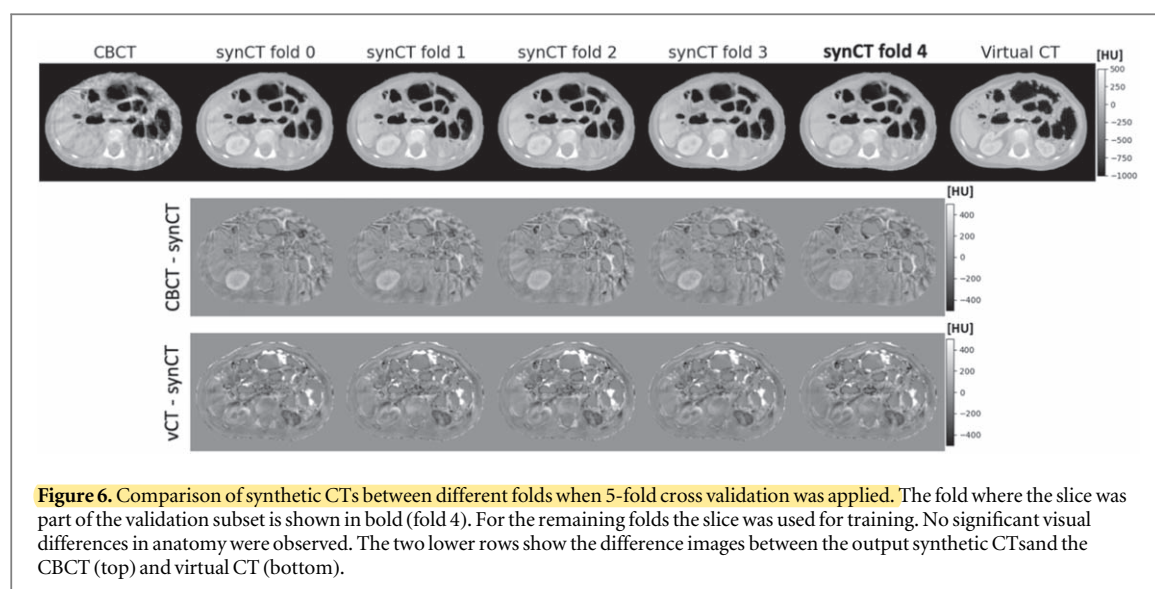 CBCT synCT fold 0 synCT fold 1 synCT fold 2 synCT fold 3 synCT fold 4 Virtual CT [HU]
500
250
0
−250
−500
−750
−1000
CBCT - synCT
[HU]
400
200
0
−200
−400
vCT - synCT
[HU]
400
200
0
−200
−400
Figure 6. Comparison of synthetic CTs between different folds when 5-fold cross validation was applied. The fold where the slice was
part of the validation subset is shown in bold (fold 4). For the remaining folds the slice was used for training. No significant visual
differences in anatomy were observed. The two lower rows show the difference images between the output synthetic CTsand the
CBCT (top) and virtual CT (bottom).